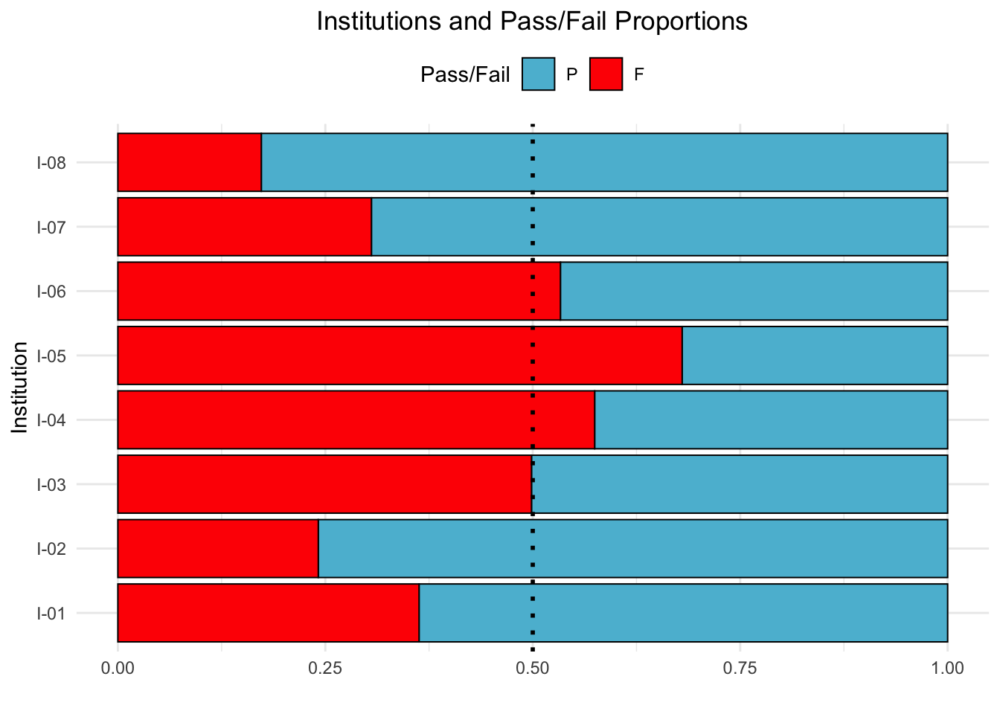 Institutions and Pass/Fail Proportions
Pass/Fail P F
Institution
I-08
I-07
I-06
I-05
I-04
I-03
I-02
I-01
0.00 0.25 0.50 0.75 1.00